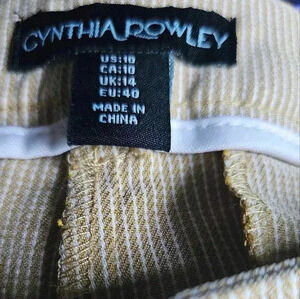 CYNTHIA ROWLEY
US:10
CA:10
UK:14
EU:40
MADE IN
CHINA